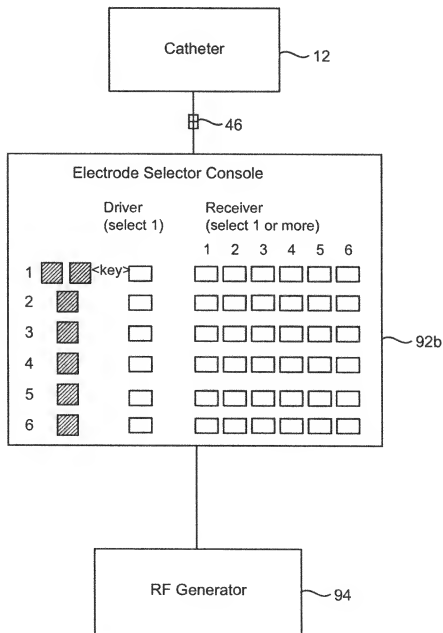 Catheter
12
46
Electrode Selector Console
Driver
(select 1)
Receiver
(select 1 or more)
1 2 3 4 5 6
1 <key>
2
3
4
5
6
92b
RF Generator
94